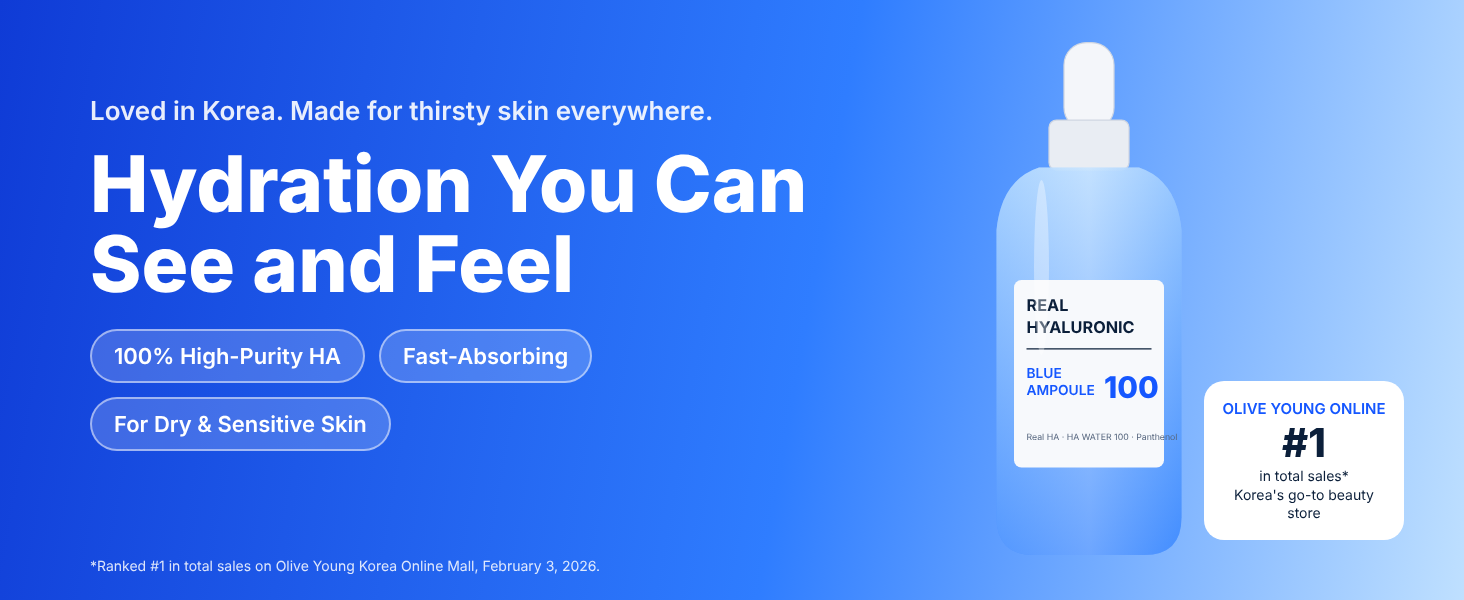 Loved in Korea. Made for thirsty skin everywhere.
Hydration You Can
See and Feel
100% High-Purity HA
Fast-Absorbing
For Dry & Sensitive Skin
*Ranked #1 in total sales on Olive Young Korea Online Mall, February 3, 2026.
REAL
HYALURONIC
BLUE
AMPOULE 100
Real HA · HA WATER 100 · Panthenol
OLIVE YOUNG ONLINE
#1
in total sales*
Korea's go-to beauty
store